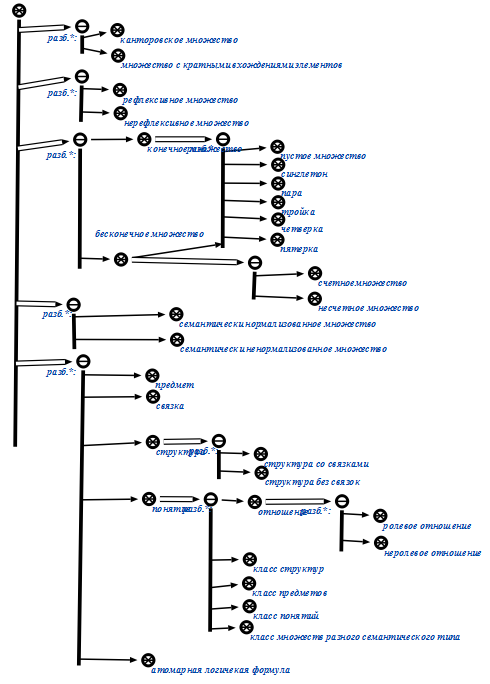 разб.*:
канторовское множество
множество с кратными вхождениями элементов
разб.*:
рефлексивное множество
нерефлексивное множество
разб.*:
конечное множество
разб.*:
пустое множество
синглетон
пара
тройка
четверка
пятерка
бесконечное множество
счетное множество
несчетное множество
разб.*:
семантически нормализованное множество
семантически ненормализованное множество
разб.*:
предмет
связка
структура
разб.*:
структура со связками
структура без связок
понятие
разб.*:
отношение
разб.*:
ролевое отношение
неролевое отношение
класс структур
класс предметов
класс понятий
класс множеств разного семантического типа
атомарная логическая формула